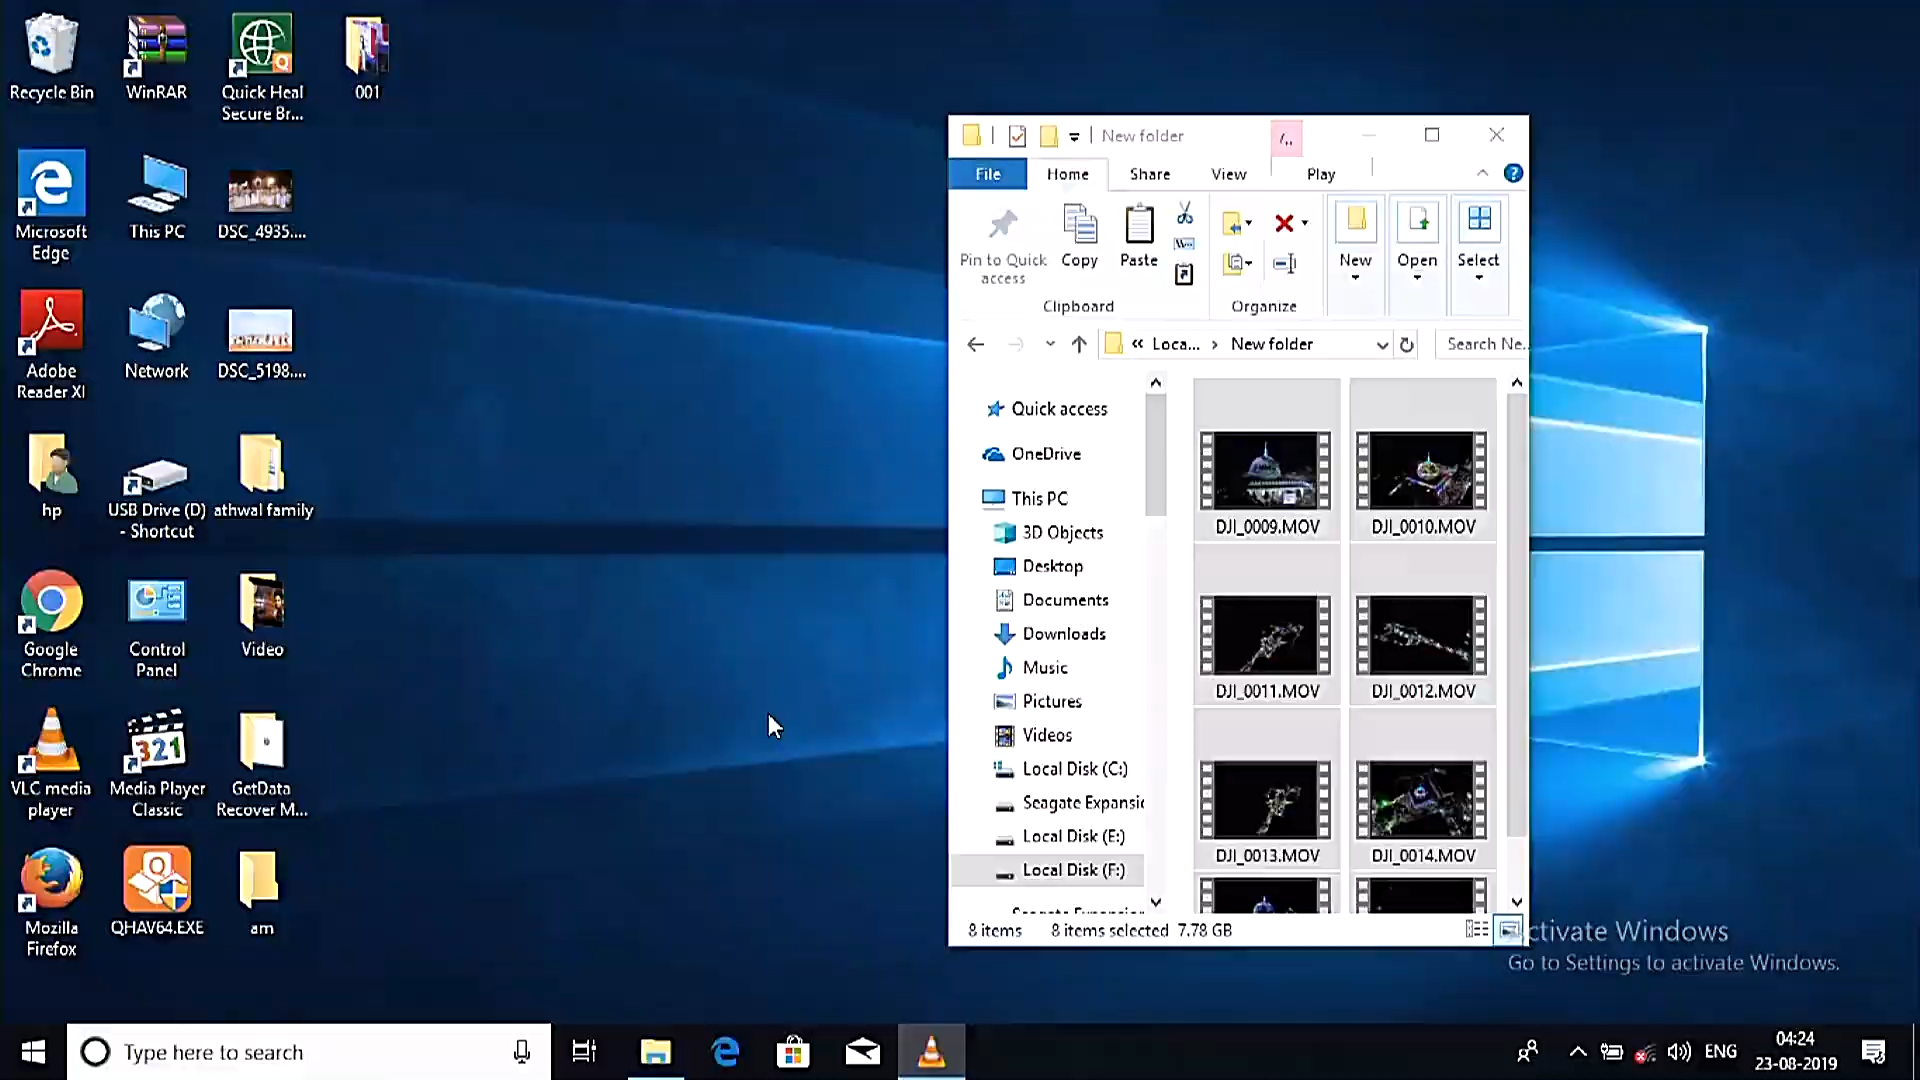 Recycle Bin
WinRAR
Quick Heal
Secure Br...
001
Microsoft
Edge
This PC
DSC_4935....
Adobe
Reader XI
Network
DSC_5198....
hp
USB Drive (D)
- Shortcut
athwal family
Google
Chrome
Control
Panel
Video
VLC media
player
321
Media Player
Classic
GetData
Recover M...
Mozilla
Firefox
QHAV64.EXE
am
New folder
File
Home
Share
View
Play
Pin to Quick
access
Copy
Paste
Clipboard
Organize
New
Open
Select
« Loca... › New folder
Search Ne...
Quick access
OneDrive
This PC
3D Objects
Desktop
Documents
Downloads
Music
Pictures
Videos
Local Disk (C:)
Seagate Expansic
Local Disk (E:)
Local Disk (F:)
DJI_0009.MOV
DJI_0010.MOV
DJI_0011.MOV
DJI_0012.MOV
DJI_0013.MOV
DJI_0014.MOV
8 items
8 items selected 7.78 GB
ctivate Windows
Go to Settings to activate Windows.
Type here to search
ENG
04:24
23-08-2019